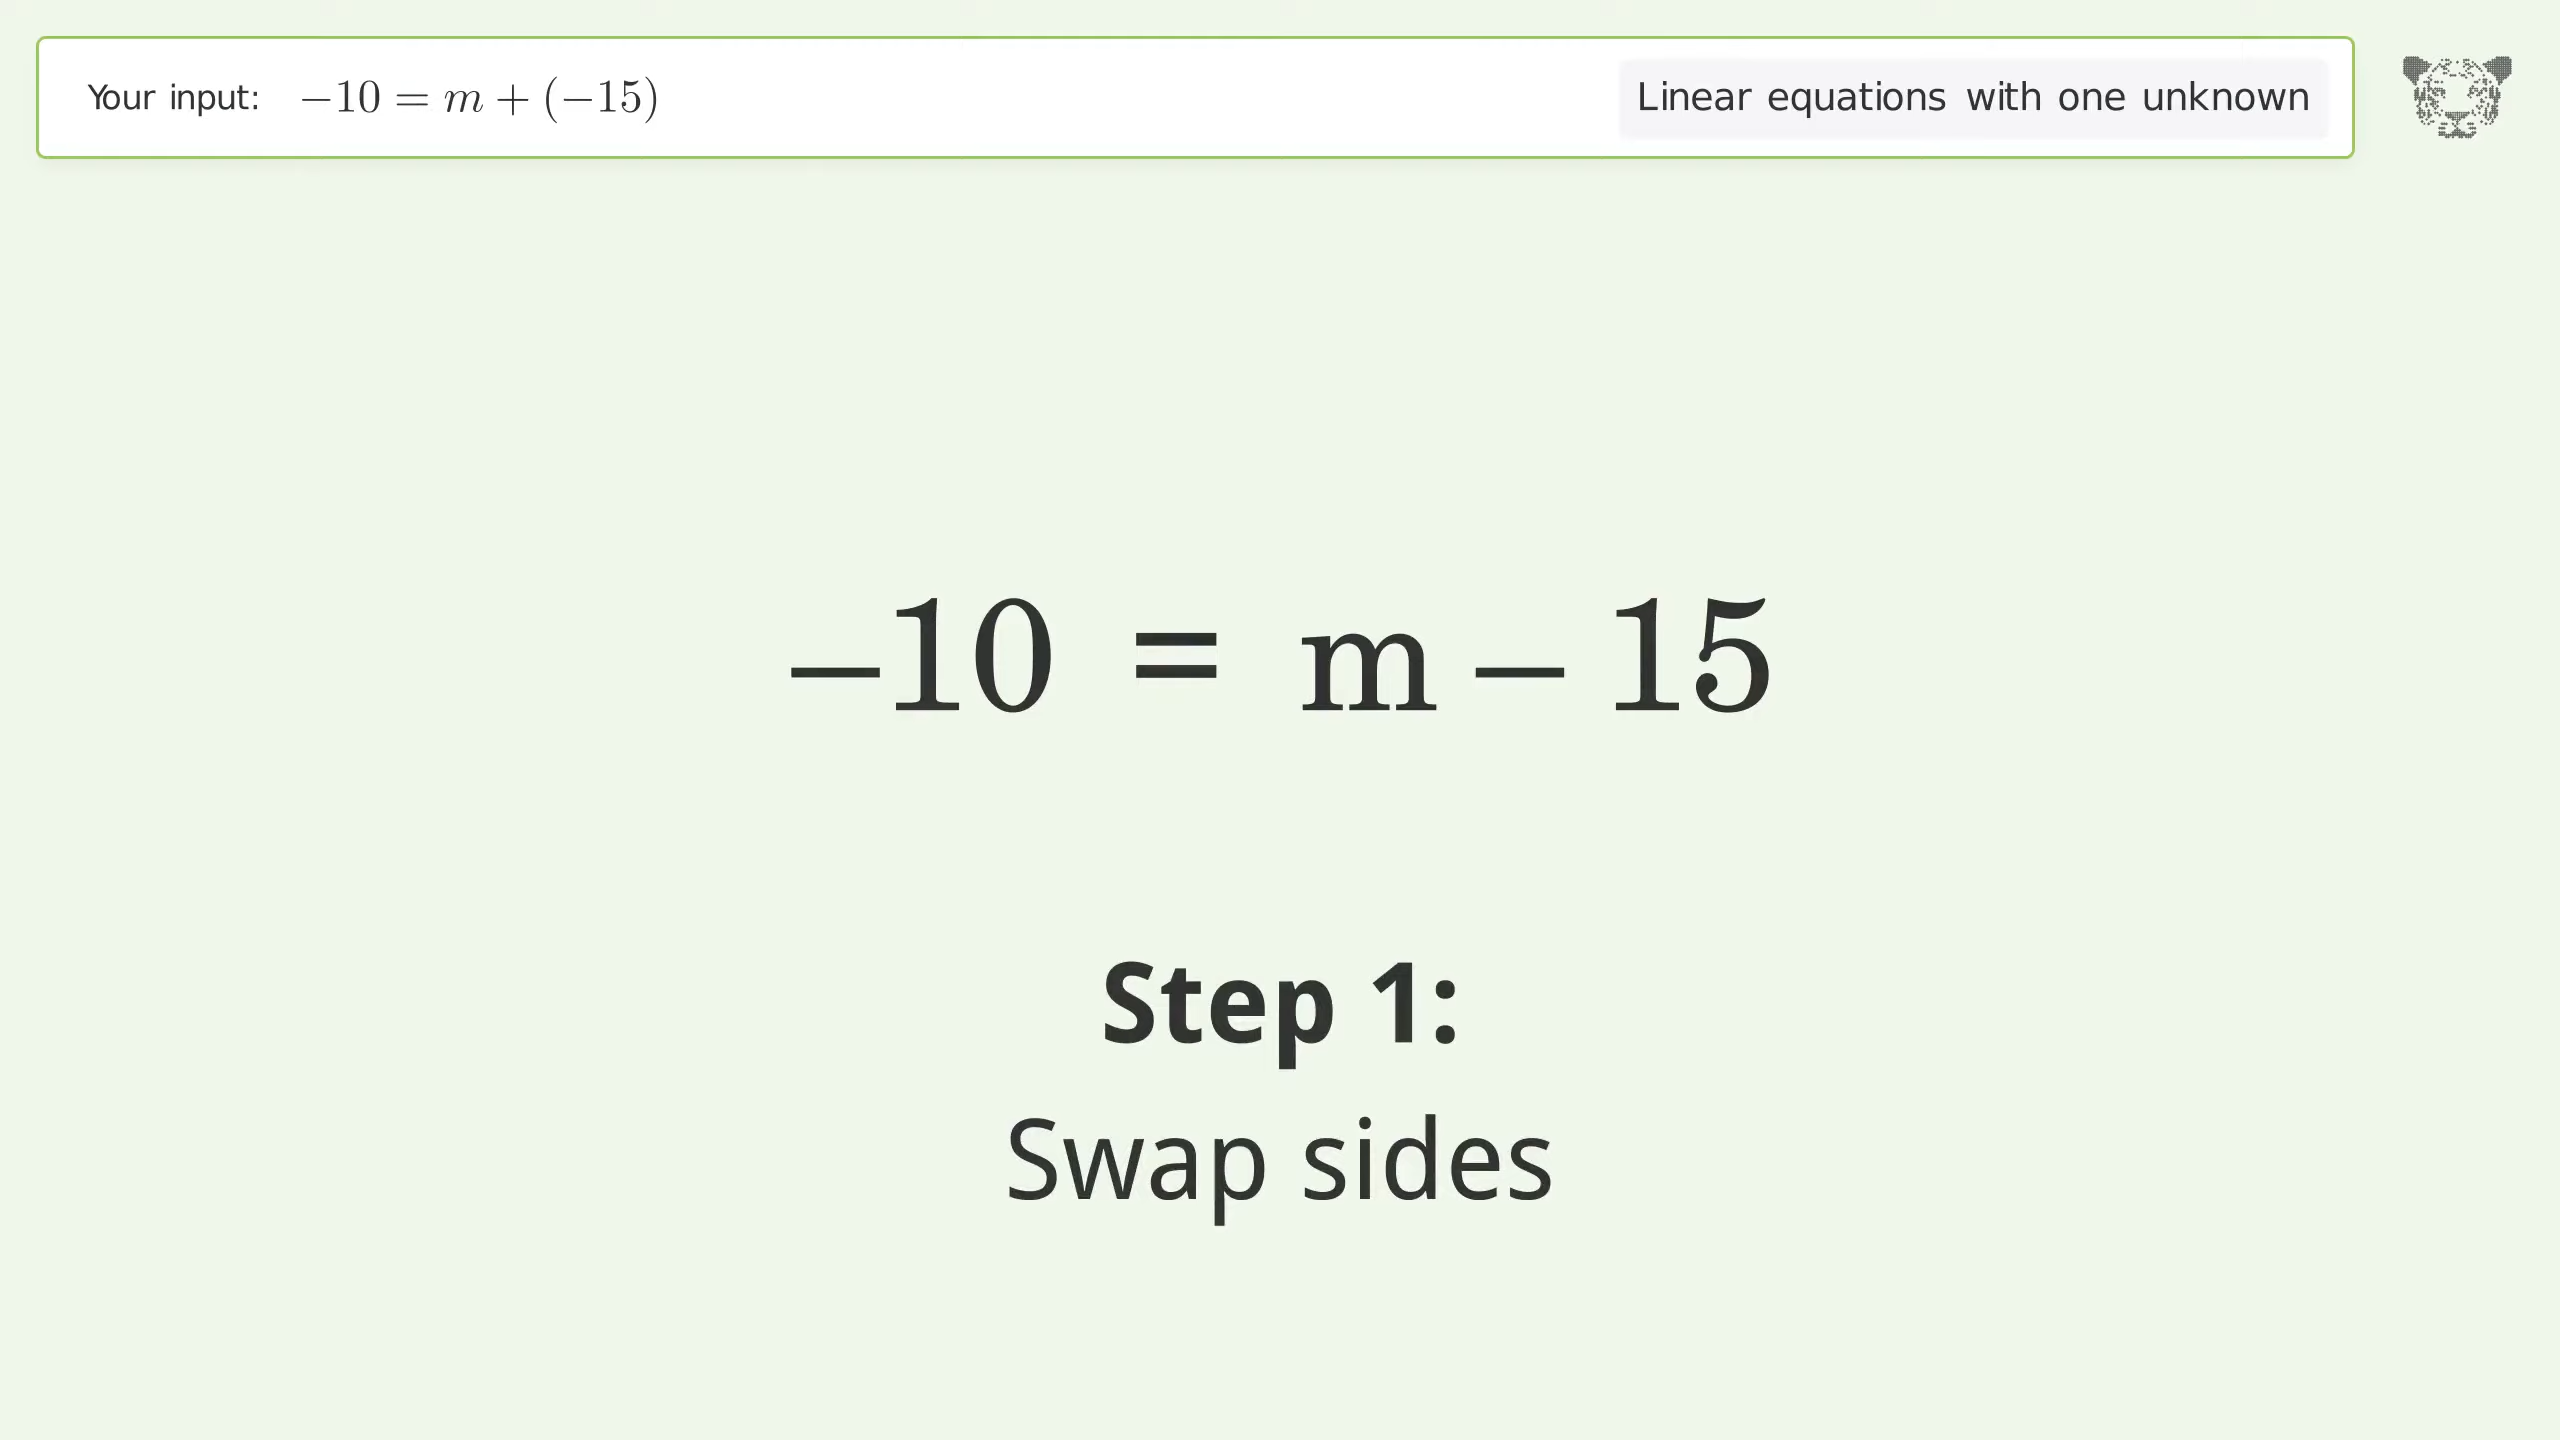 Your input: −10 = m + (−15)
Linear equations with one unknown
−10 = m − 15
Step 1:
Swap sides